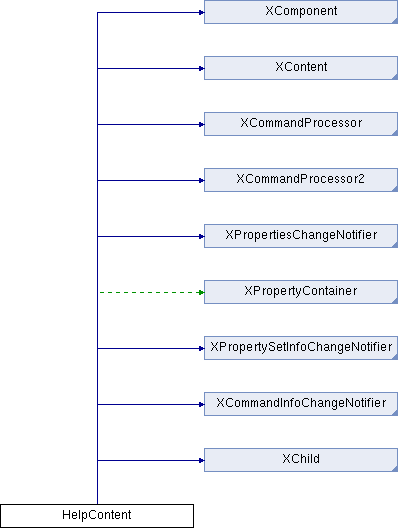 XComponent
XContent
XCommandProcessor
XCommandProcessor2
XPropertiesChangeNotifier
XPropertyContainer
XPropertySetInfoChangeNotifier
XCommandInfoChangeNotifier
XChild
HelpContent